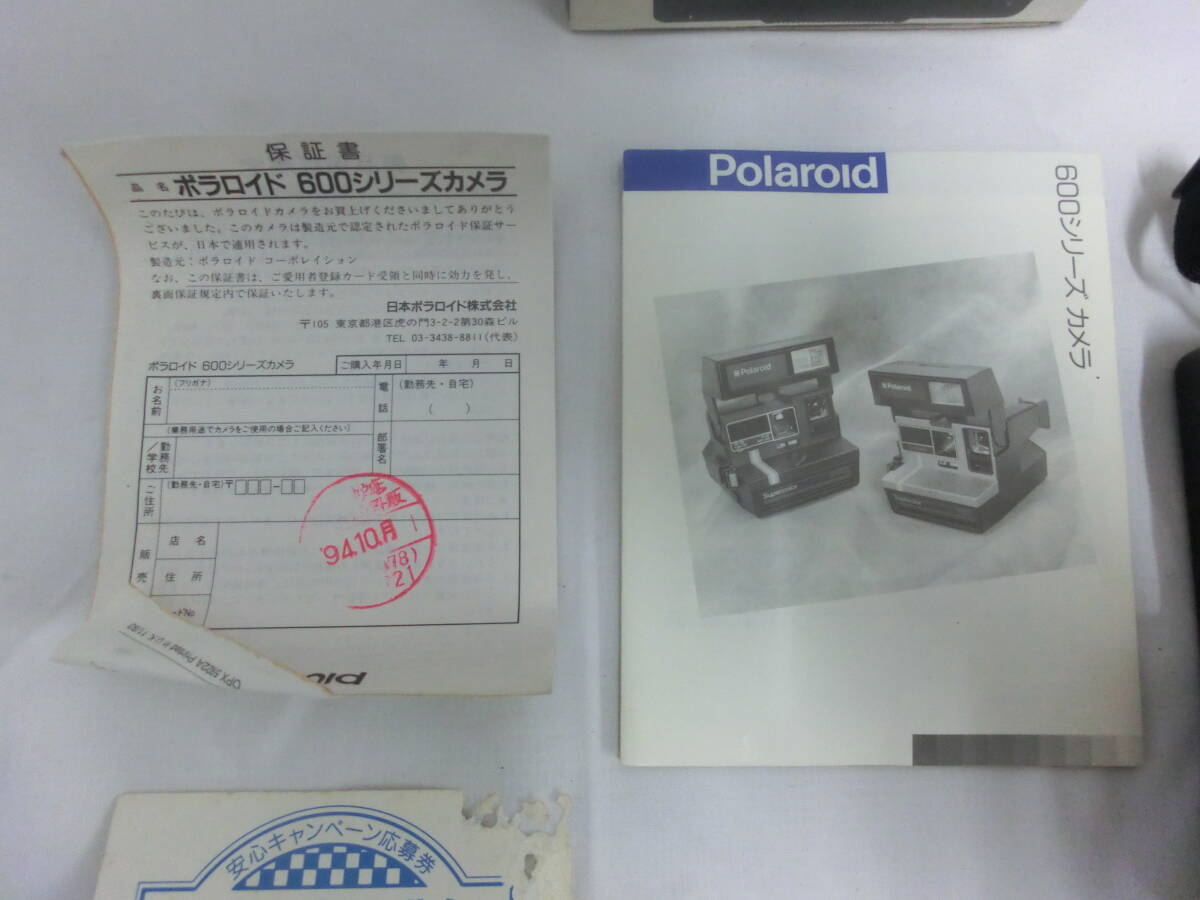 保証書
品名 ポラロイド 600シリーズカメラ
このたびは、ポラロイドカメラをお買上げくださいましてありがとう
ございました。このカメラは製造元で認定されたポラロイド保証サー
ビスが、日本で適用されます。
製造元：ポラロイド コーポレイション
なお、この保証書は、ご愛用者登録カード受領と同時に効力を発し、
裏面保証規定内で保証いたします。
日本ポラロイド株式会社
〒105 東京都港区虎の門3-2-2第30森ビル
TEL 03-3438-8811(代表)
ポラロイド 600シリーズカメラ
ご購入年月日 年 月 日
お名前
(フリガナ)
電話
(勤務先・自宅)
( )
(業務用途でカメラをご使用の場合ご記入ください)
勤務先／学校
部署名
ご住所
(勤務先・自宅)〒
販売
店名
住所
'94.10.月
21
OPX 592A Printed in U.K.
Polaroid
600シリーズ カメラ
Polaroid
Supercolor
Polaroid
安心キャンペーン応募券